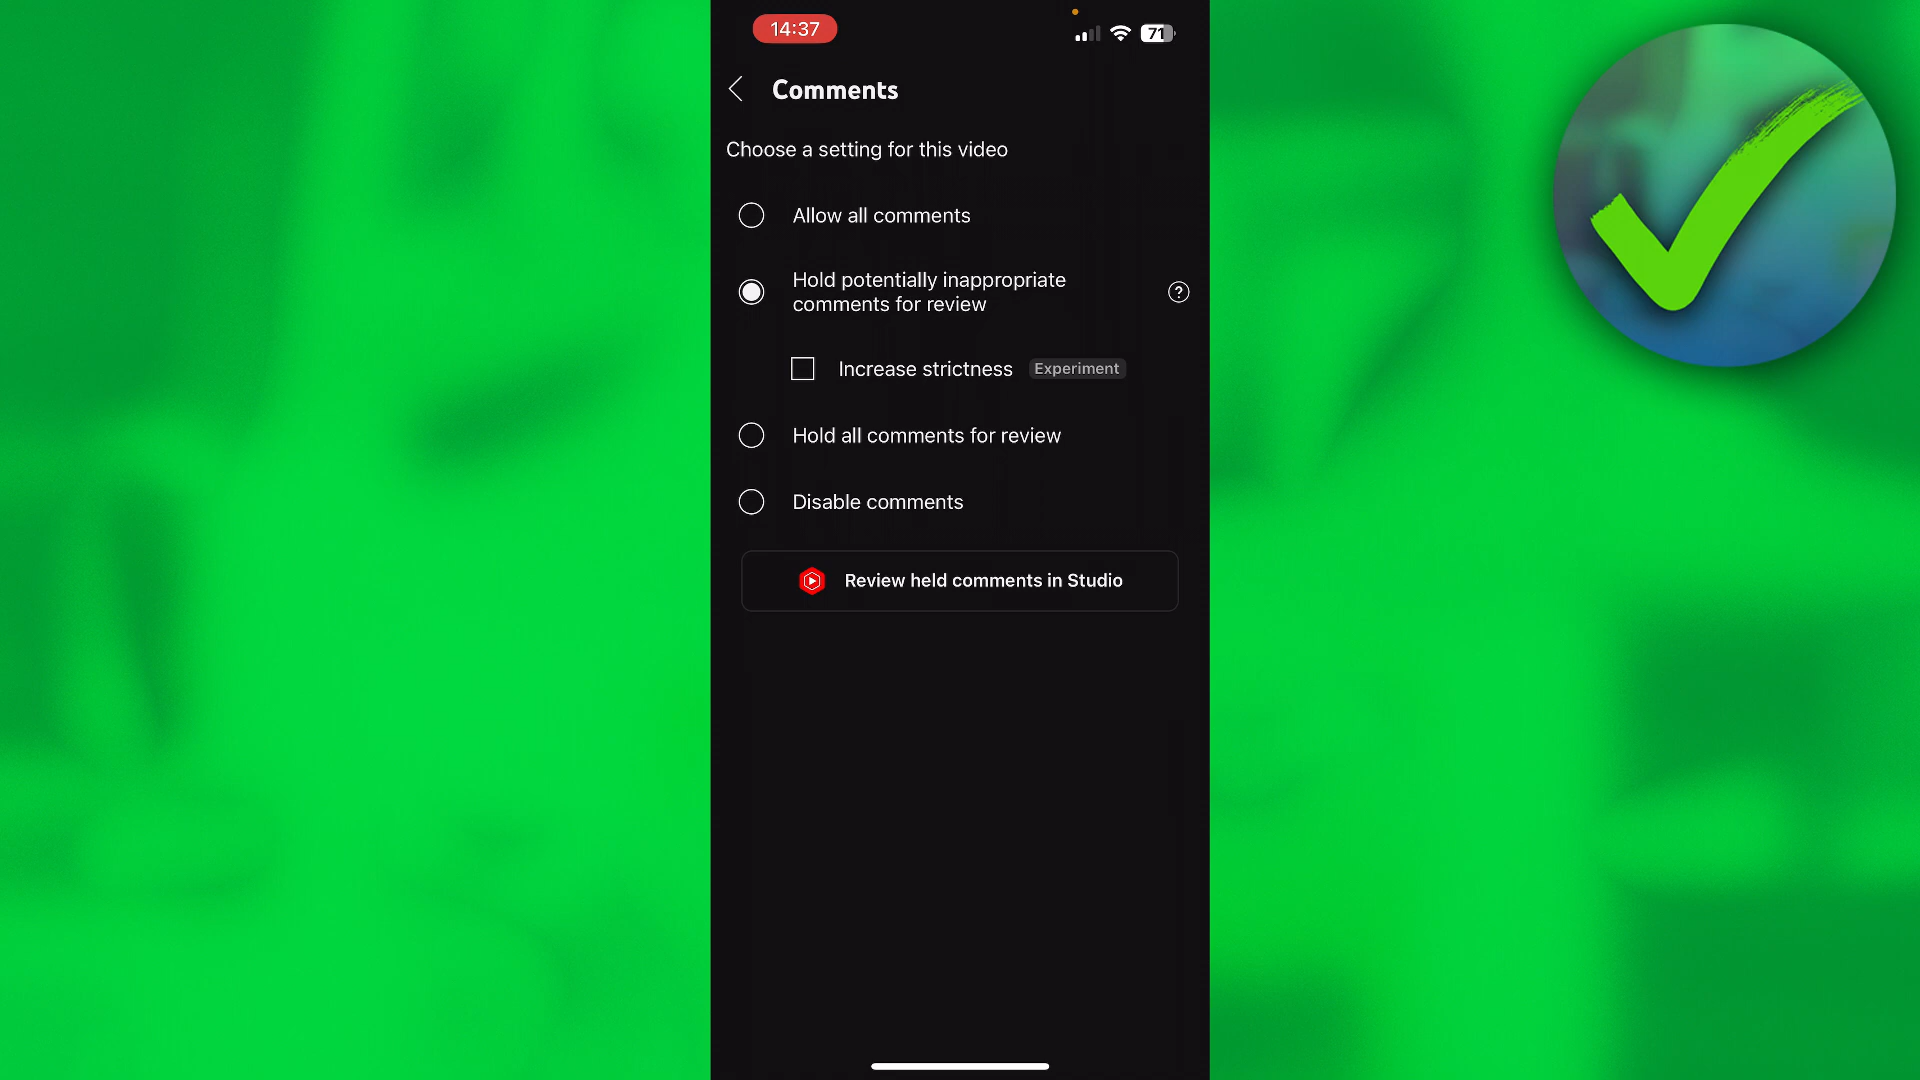 14:37
71
Comments
Choose a setting for this video
Allow all comments
Hold potentially inappropriate
comments for review
Increase strictness Experiment
Hold all comments for review
Disable comments
Review held comments in Studio